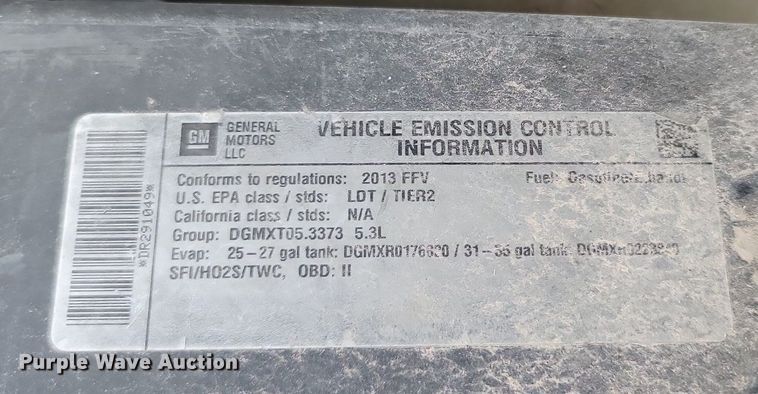 GM
GENERAL MOTORS LLC
VEHICLE EMISSION CONTROL INFORMATION
Conforms to regulations: 2013 FFV Fuel:
U.S. EPA class / stds: LDT / TIER2
California class / stds: N/A
Group: DGMXT05.3373 5.3L
Evap: 25-27 gal tank: / 31- gal tank:
SFI/HO2S/TWC, OBD: II
*DR291049*
Purple Wave Auction